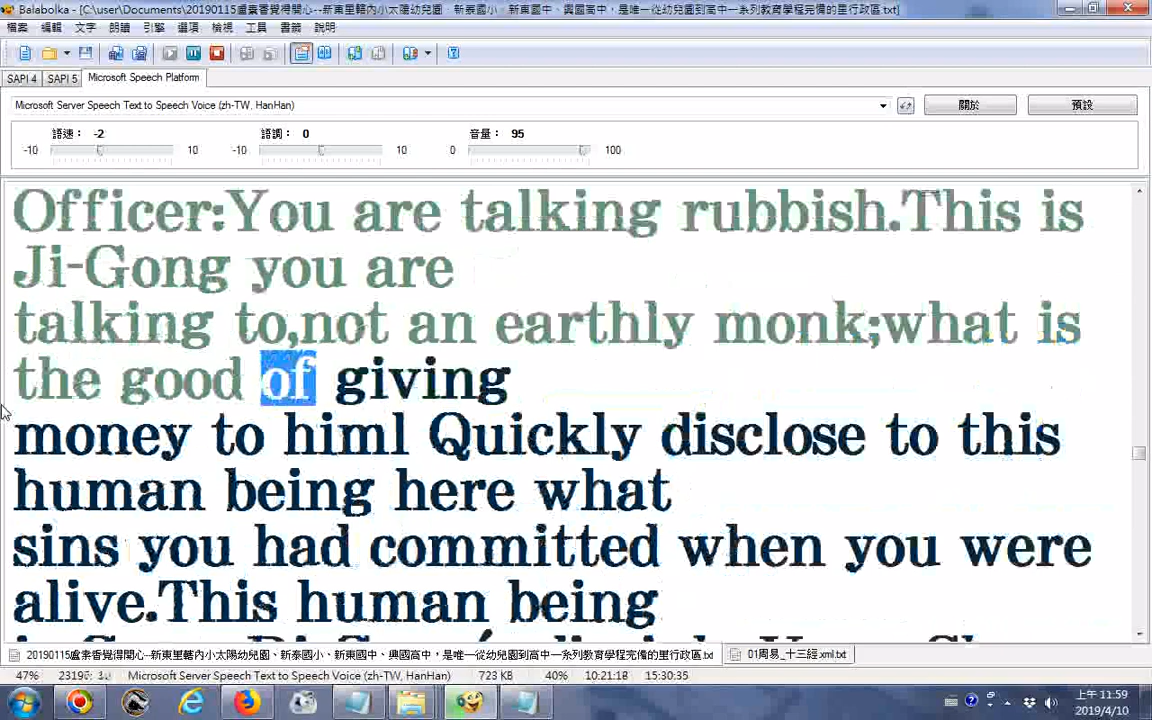 Balabolka - [C:\user\Documents\20190115盧素香覺得開心--新東里轄內小太陽幼兒園、新泰國小、新東國中、興國高中，是唯一從幼兒園到高中一系列教育學程完備的里行政區.txt]
檔案 編輯 文字 朗讀 引擎 選項 檢視 工具 書籤 說明
SAPI 4 SAPI 5 Microsoft Speech Platform
Microsoft Server Speech Text to Speech Voice (zh-TW, HanHan) 關於 預設
語速： -2 語調： 0 音量： 95
-10 10 -10 10 0 100
Officer:You are talking rubbish.This is
Ji-Gong you are
talking to,not an earthly monk;what is
the good of giving
money to himl Quickly disclose to this
human being here what
sins you had committed when you were
alive.This human being
20190115盧素香覺得開心--新東里轄內小太陽幼兒園、新泰國小、新東國中、興國高中，是唯一從幼兒園到高中一系列教育學程完備的里行政區.txt 01周易_十三經.xml.txt
47% 723 KB Microsoft Server Speech Text to Speech Voice (zh-TW, HanHan) 40% 10:21:18 15:30:35
上午 11:59
2019/4/10